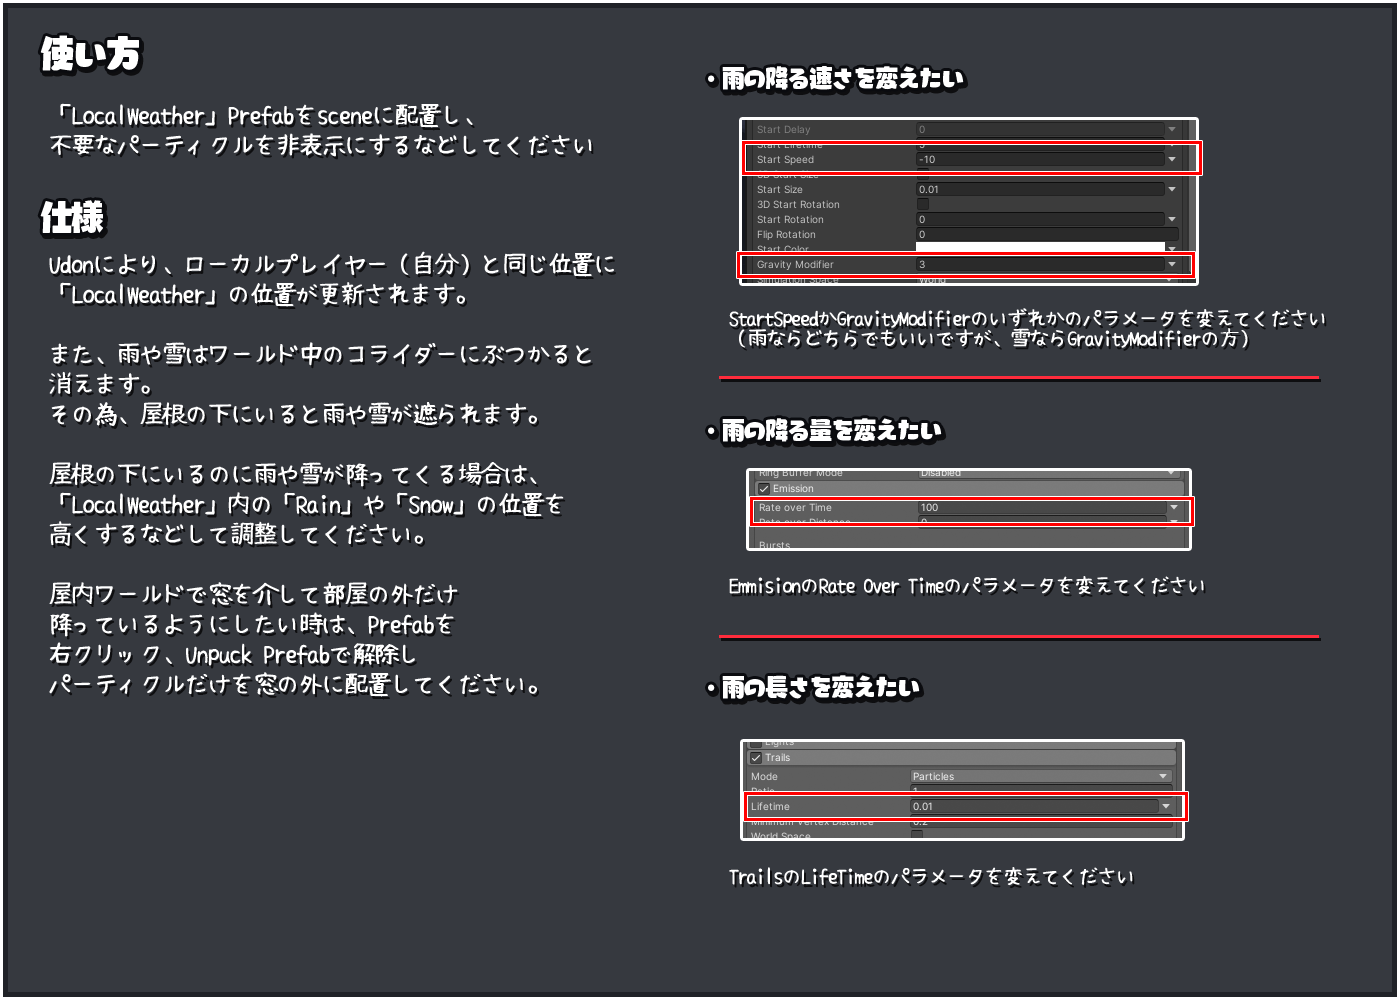 使い方
「LocalWeather」Prefabをsceneに配置し、
不要なパーティクルを非表示にするなどしてください
仕様
Udonにより、ローカルプレイヤー（自分）と同じ位置に
「LocalWeather」の位置が更新されます。
また、雨や雪はワールド中のコライダーにぶつかると
消えます。
その為、屋根の下にいると雨や雪が遮られます。
屋根の下にいるのに雨や雪が降ってくる場合は、
「LocalWeather」内の「Rain」や「Snow」の位置を
高くするなどして調整してください。
屋内ワールドで窓を介して部屋の外だけ
降っているようにしたい時は、Prefabを
右クリック、Unpuck Prefabで解除し
パーティクルだけを窓の外に配置してください。
・雨の降る速さを変えたい
Start Delay 0
Start Lifetime 3
Start Speed -10
3D Start Size
Start Size 0.01
3D Start Rotation
Start Rotation 0
Flip Rotation 0
Start Color
Gravity Modifier 3
Simulation Space World
StartSpeedかGravityModifierのいずれかのパラメータを変えてください
（雨ならどちらでもいいですが、雪ならGravityModifierの方）
・雨の降る量を変えたい
Ring Buffer Mode Disabled
Emission
Rate over Time 100
Rate over Distance 0
Bursts
EmmisionのRate Over Timeのパラメータを変えてください
・雨の長さを変えたい
Lights
Trails
Mode Particles
Ratio 1
Lifetime 0.01
Minimum Vertex Distance 0.2
World Space
TrailsのLifeTimeのパラメータを変えてください